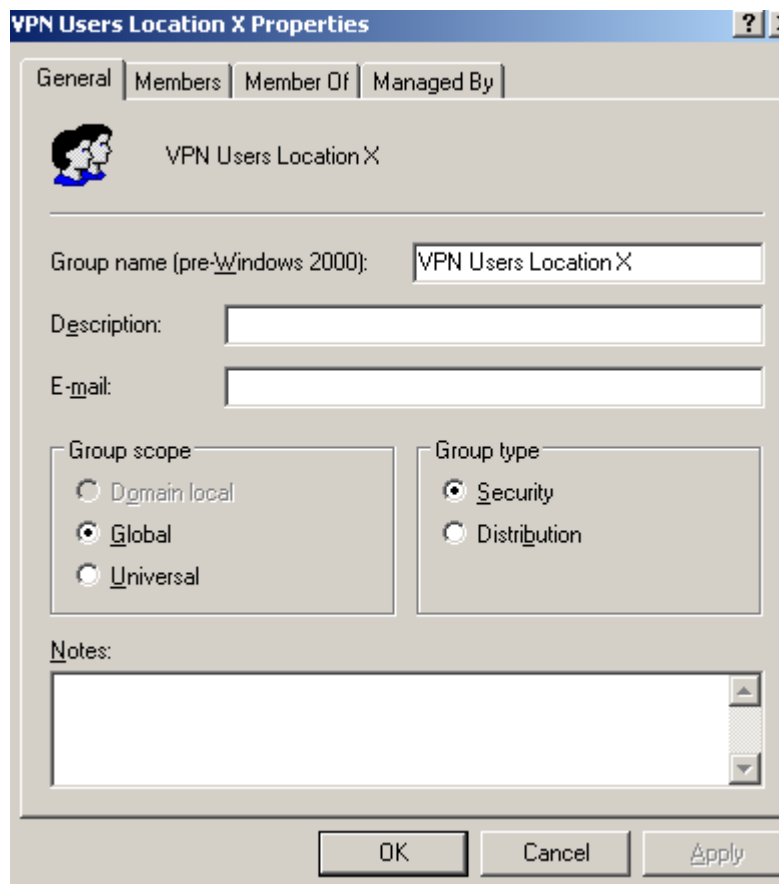 VPN Users Location X Properties
?
General Members Member Of Managed By
VPN Users Location X
Group name (pre-Windows 2000): VPN Users Location X
Description:
E-mail:
Group scope Group type
Domain local Security
Global Distribution
Universal
Notes:
OK Cancel Apply